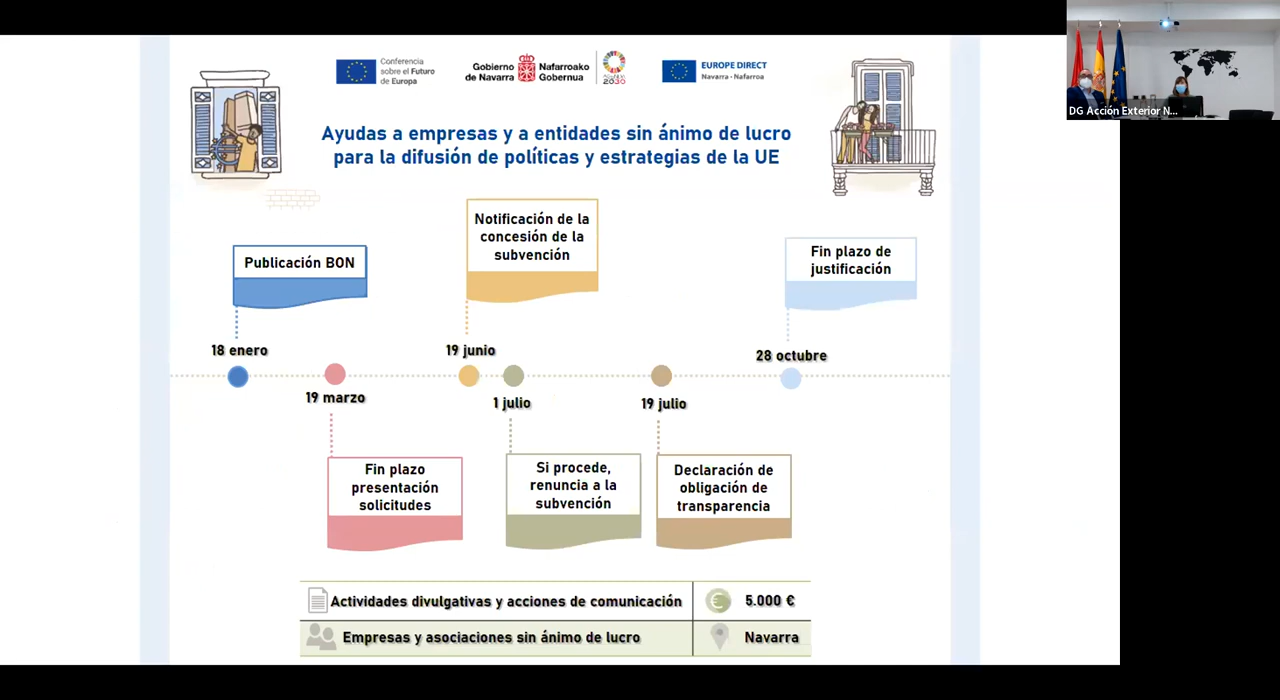 Conferencia
sobre el Futuro
de Europa
Gobierno
de Navarra
Nafarroako
Gobernua
2030
EUROPE DIRECT
Navarra - Nafarroa
DG Acción Exterior N...
Ayudas a empresas y a entidades sin ánimo de lucro
para la difusión de políticas y estrategias de la UE
Publicación BON
18 enero
Notificación de la
concesión de la
subvención
19 junio
Fin plazo de
justificación
28 octubre
19 marzo
Fin plazo
presentación
solicitudes
1 julio
Si procede,
renuncia a la
subvención
19 julio
Declaración de
obligación de
transparencia
Actividades divulgativas y acciones de comunicación
5.000 €
Empresas y asociaciones sin ánimo de lucro
Navarra